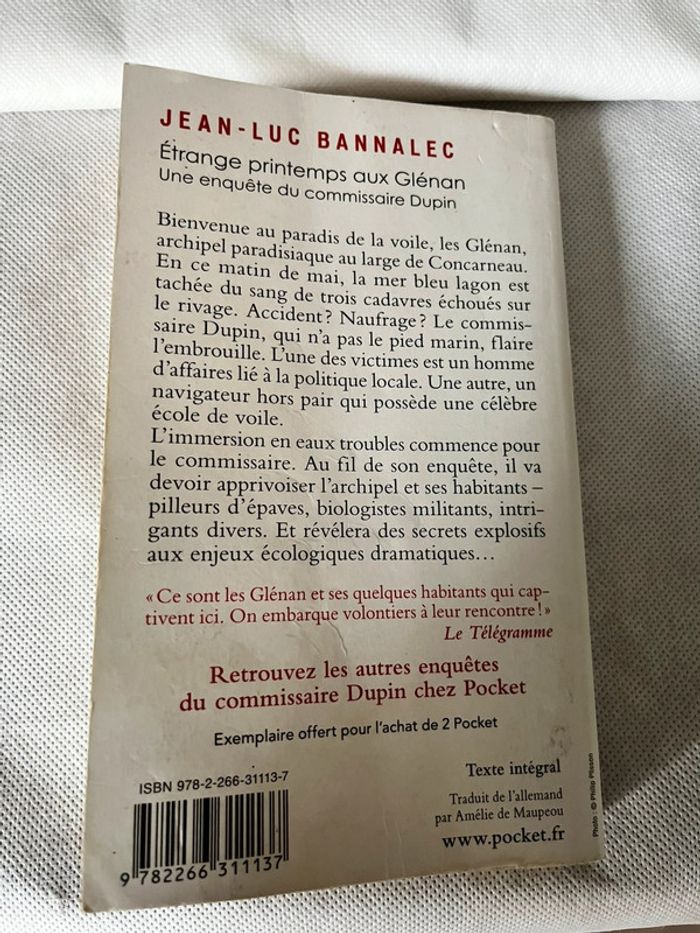 JEAN-LUC BANNALEC
Étrange printemps aux Glénan
Une enquête du commissaire Dupin
Bienvenue au paradis de la voile, les Glénan,
archipel paradisiaque au large de Concarneau.
En ce matin de mai, la mer bleu lagon est
tachée du sang de trois cadavres échoués sur
le rivage. Accident ? Naufrage ? Le commis-
saire Dupin, qui n'a pas le pied marin, flaire
l'embrouille. L'une des victimes est un homme
d'affaires lié à la politique locale. Une autre, un
navigateur hors pair qui possède une célèbre
école de voile.
L'immersion en eaux troubles commence pour
le commissaire. Au fil de son enquête, il va
devoir apprivoiser l'archipel et ses habitants –
pilleurs d'épaves, biologistes militants, intri-
gants divers. Et révélera des secrets explosifs
aux enjeux écologiques dramatiques…
« Ce sont les Glénan et ses quelques habitants qui cap-
tivent ici. On embarque volontiers à leur rencontre ! »
Le Télégramme
Retrouvez les autres enquêtes
du commissaire Dupin chez Pocket
Exemplaire offert pour l'achat de 2 Pocket
ISBN 978-2-266-31113-7
9 782266 311137
Texte intégral
Traduit de l'allemand
par Amélie de Maupeou
www.pocket.fr
Photo : © Philip Plisson